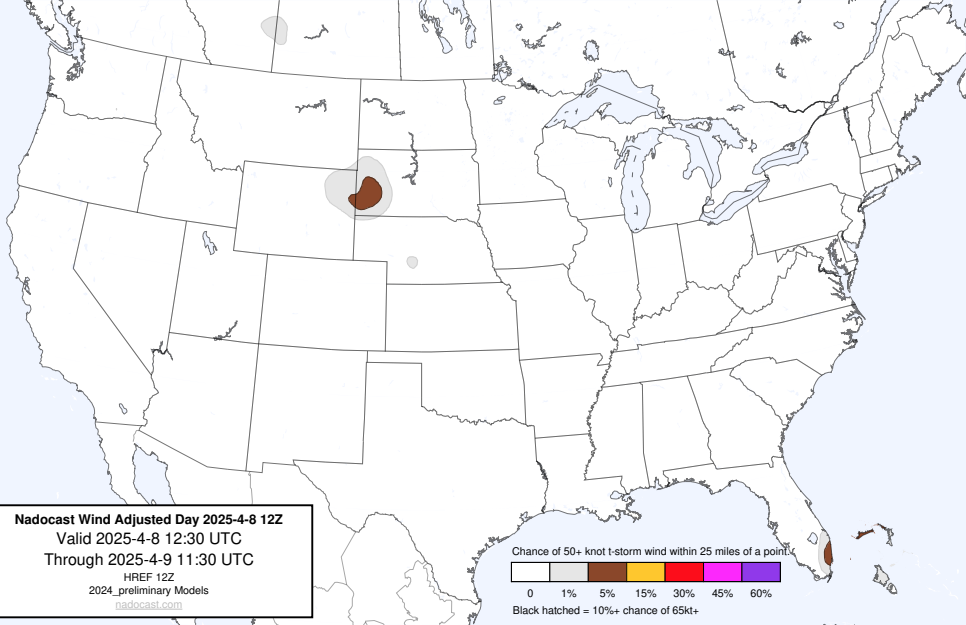 Nadocast Wind Adjusted Day 2025-4-8 12Z
Valid 2025-4-8 12:30 UTC
Through 2025-4-9 11:30 UTC
HREF 12Z
2024_preliminary Models
nadocast.com
Chance of 50+ knot t-storm wind within 25 miles of a point.
0 1% 5% 15% 30% 45% 60%
Black hatched = 10%+ chance of 65kt+